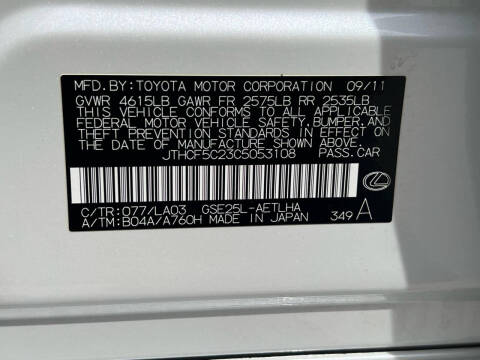 MFD.BY:TOYOTA MOTOR CORPORATION 09/11
GVWR 4615LB GAWR FR 2575LB RR 2535LB
THIS VEHICLE CONFORMS TO ALL APPLICABLE
FEDERAL MOTOR VEHICLE SAFETY,BUMPER,AND
THEFT PREVENTION STANDARDS IN EFFECT ON
THE DATE OF MANUFACTURE SHOWN ABOVE.
JTHCF5C23C5053108 PASS.CAR
C/TR:077/LA03 GSE25L-AETLHA
A/TM:B04A/A760H MADE IN JAPAN 349 A